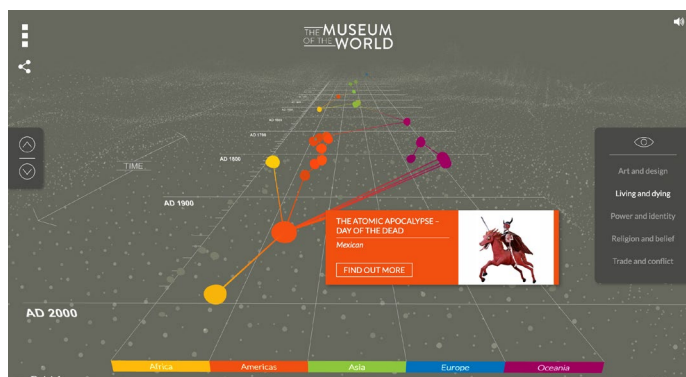 THE MUSEUM
OF THE WORLD
AD 1700
AD 1800
TIME
AD 1900
AD 2000
THE ATOMIC APOCALYPSE –
DAY OF THE DEAD
Mexican
FIND OUT MORE
Art and design
Living and dying
Power and identity
Religion and belief
Trade and conflict
Africa
Americas
Asia
Europe
Oceania